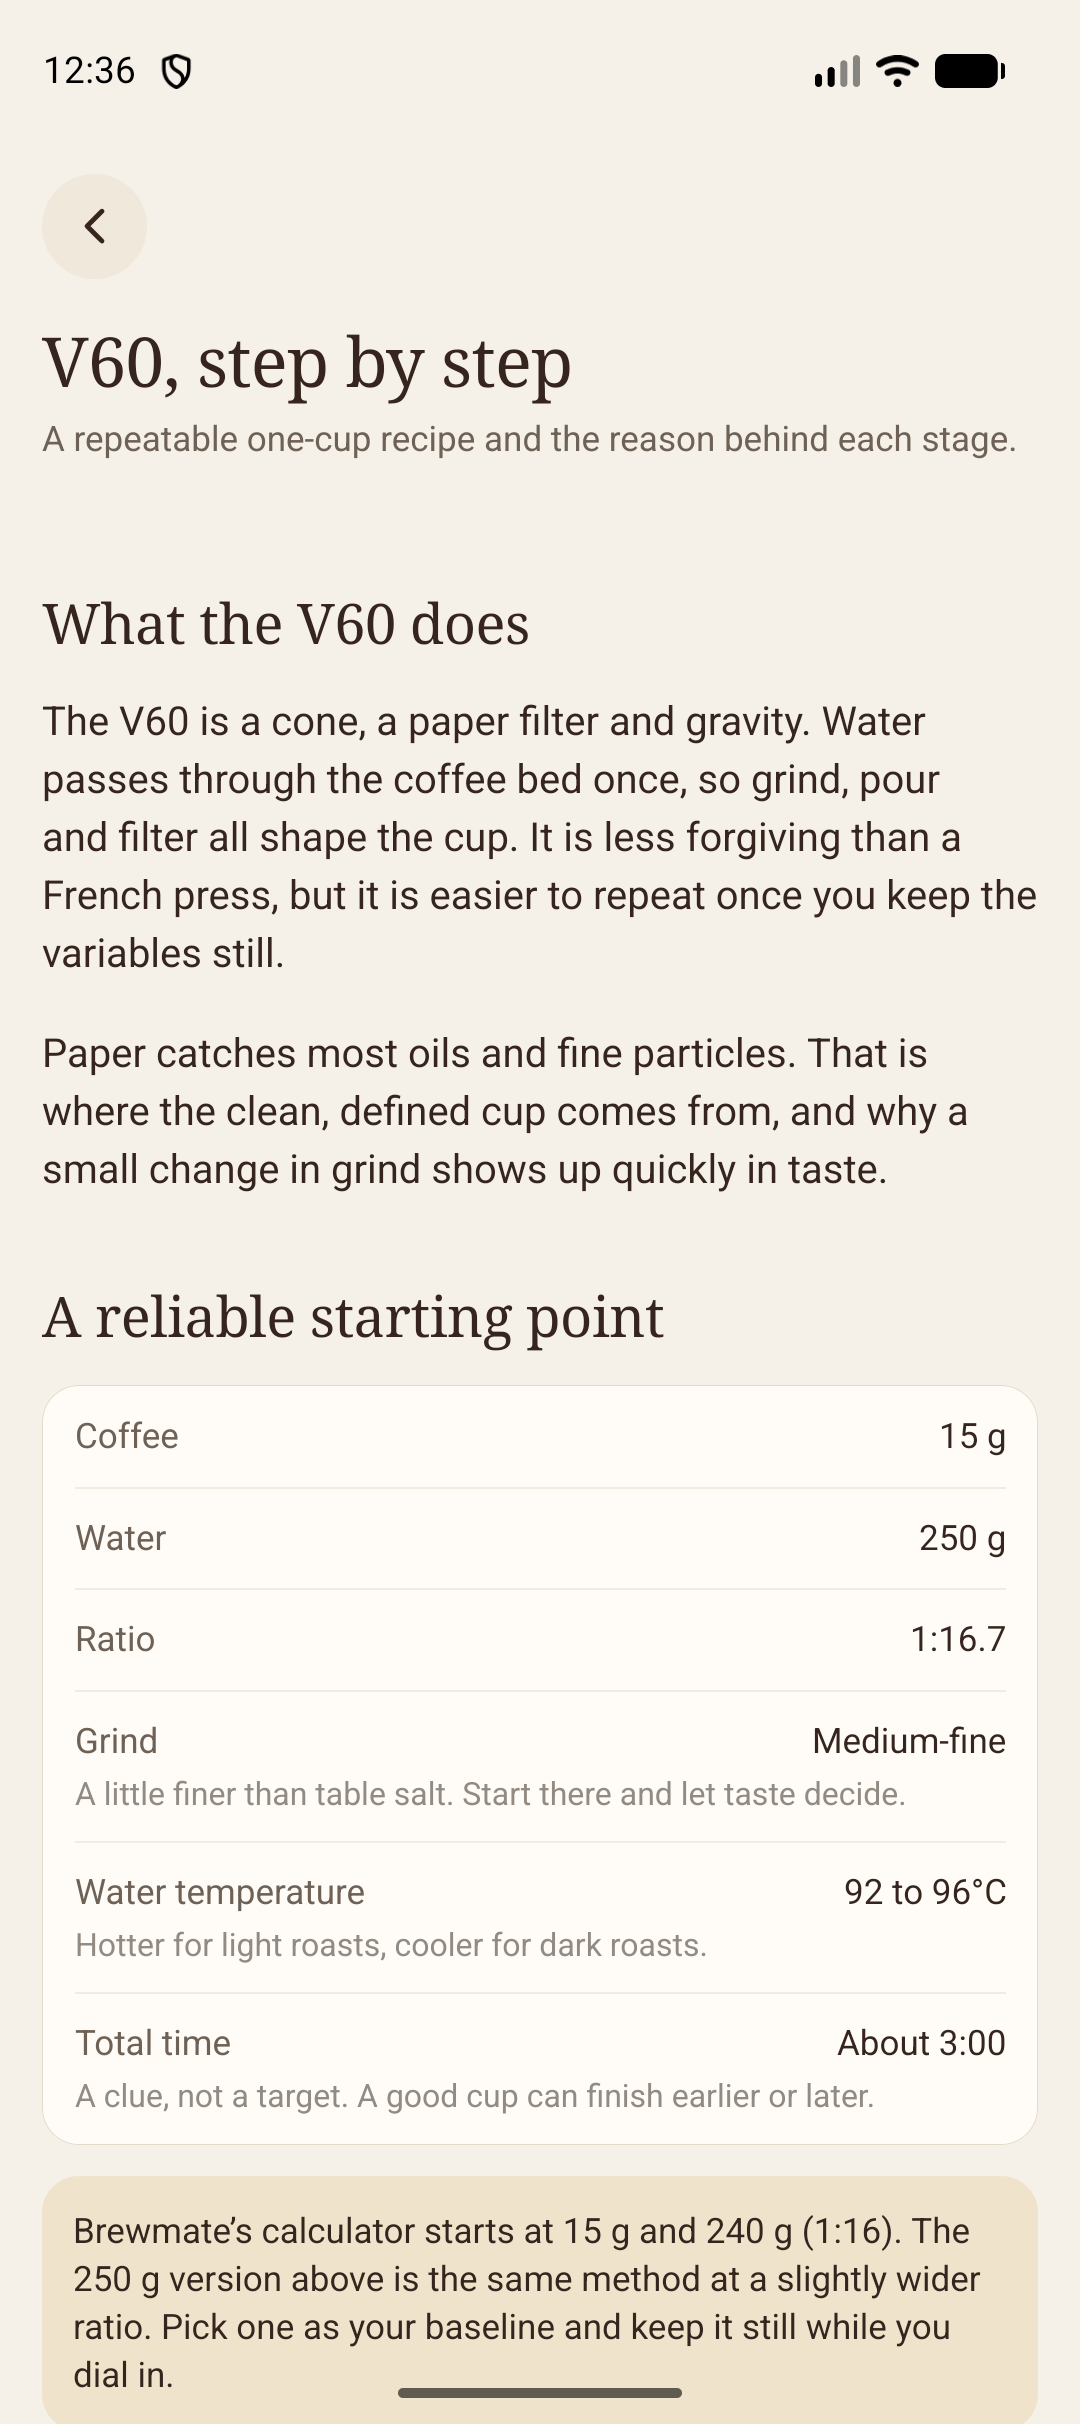 12:36
V60, step by step
A repeatable one-cup recipe and the reason behind each stage.
What the V60 does
The V60 is a cone, a paper filter and gravity. Water
passes through the coffee bed once, so grind, pour
and filter all shape the cup. It is less forgiving than a
French press, but it is easier to repeat once you keep the
variables still.
Paper catches most oils and fine particles. That is
where the clean, defined cup comes from, and why a
small change in grind shows up quickly in taste.
A reliable starting point
Coffee 15 g
Water 250 g
Ratio 1:16.7
Grind Medium-fine
A little finer than table salt. Start there and let taste decide.
Water temperature 92 to 96°C
Hotter for light roasts, cooler for dark roasts.
Total time About 3:00
A clue, not a target. A good cup can finish earlier or later.
Brewmate’s calculator starts at 15 g and 240 g (1:16). The
250 g version above is the same method at a slightly wider
ratio. Pick one as your baseline and keep it still while you
dial in.